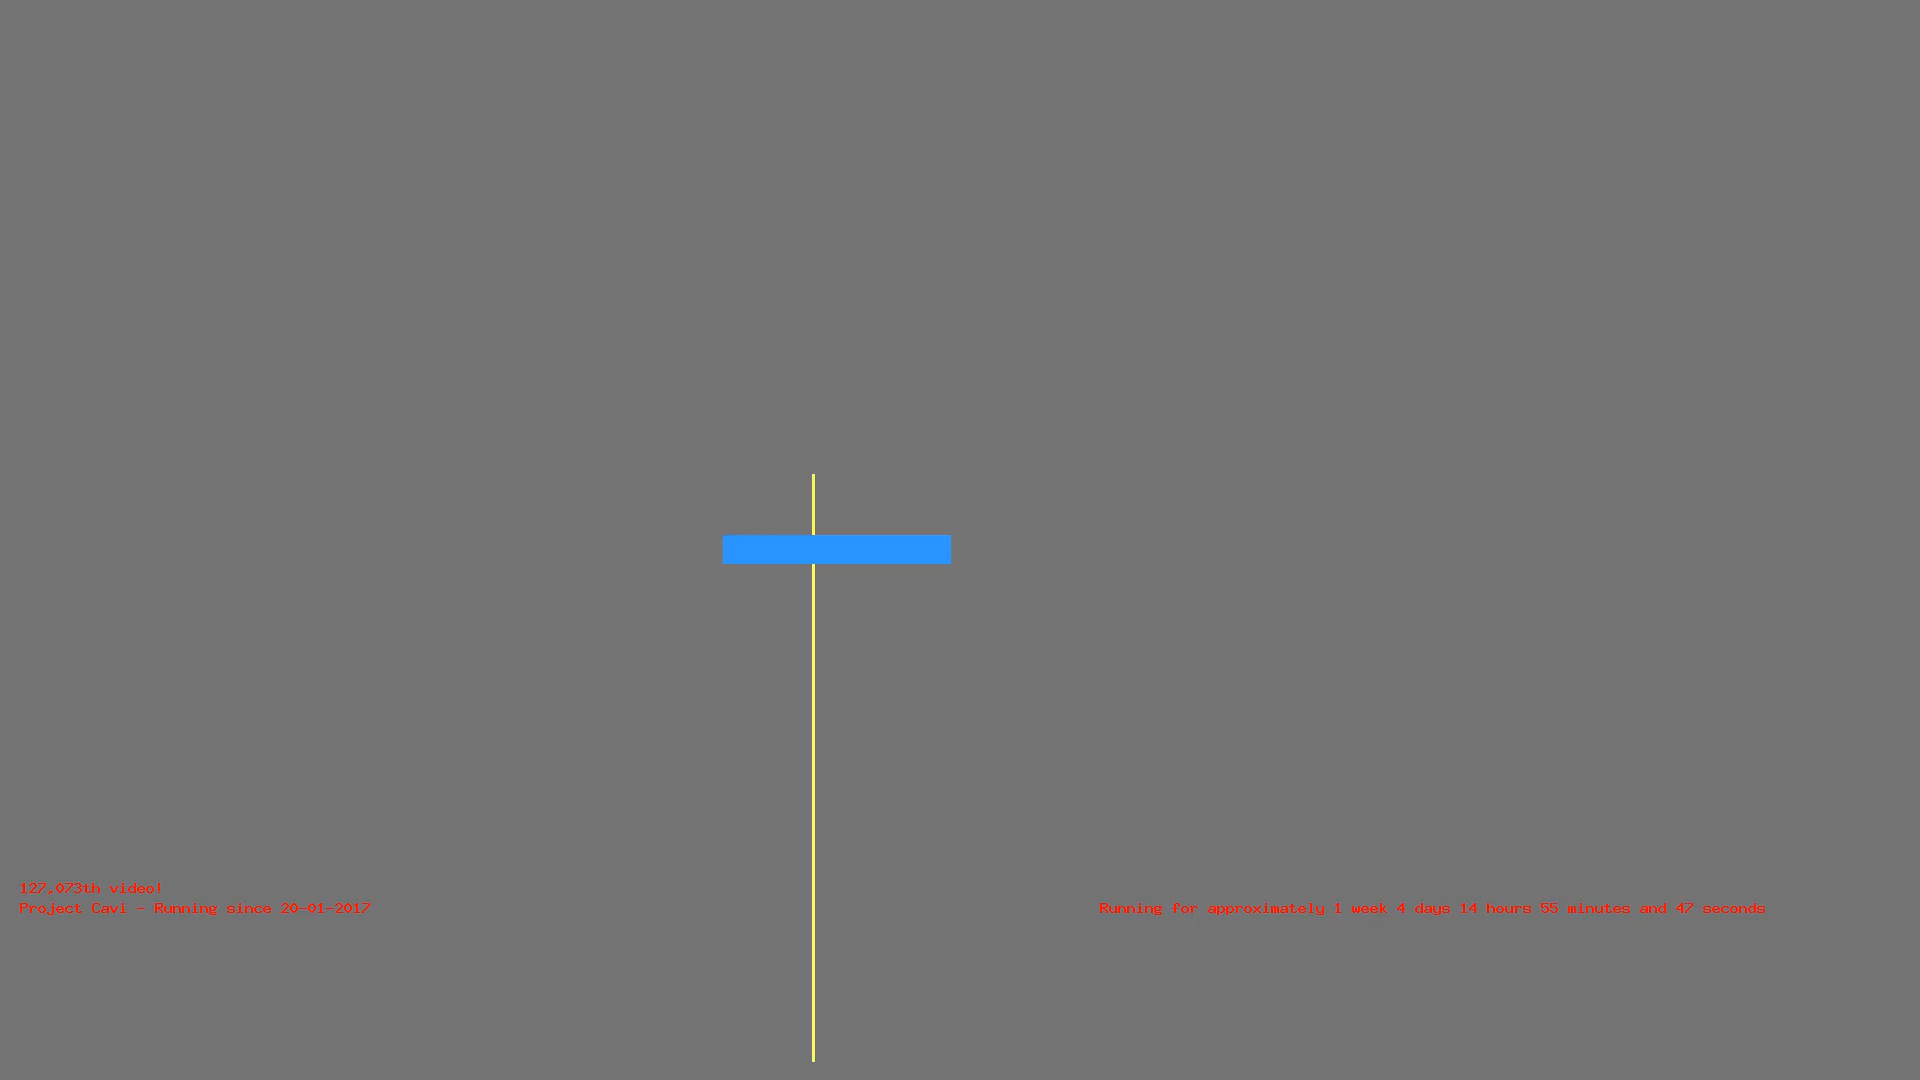 127,073th video!
Project Cavi - Running since 20-01-2017
Running for approximately 1 week 4 days 14 hours 55 minutes and 47 seconds